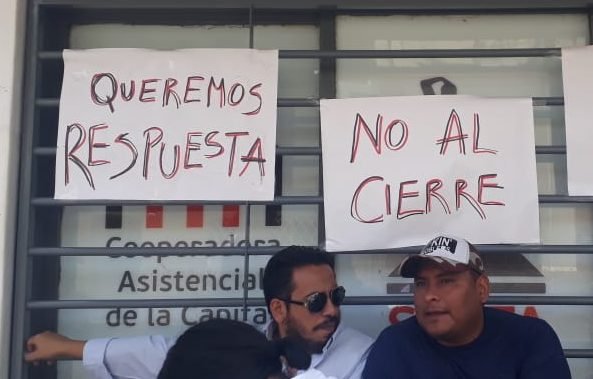 QUEREMOS
RESPUESTA
NO AL
CIERRE
Cooperadora
Asistencial
de la Capital